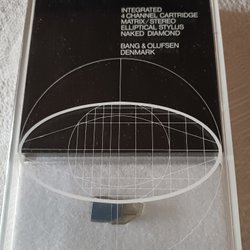 INTEGRATED
4 CHANNEL CARTRIDGE
MATRIX/STEREO
ELLIPTICAL STYLUS
NAKED DIAMOND
BANG & OLUFSEN
DENMARK